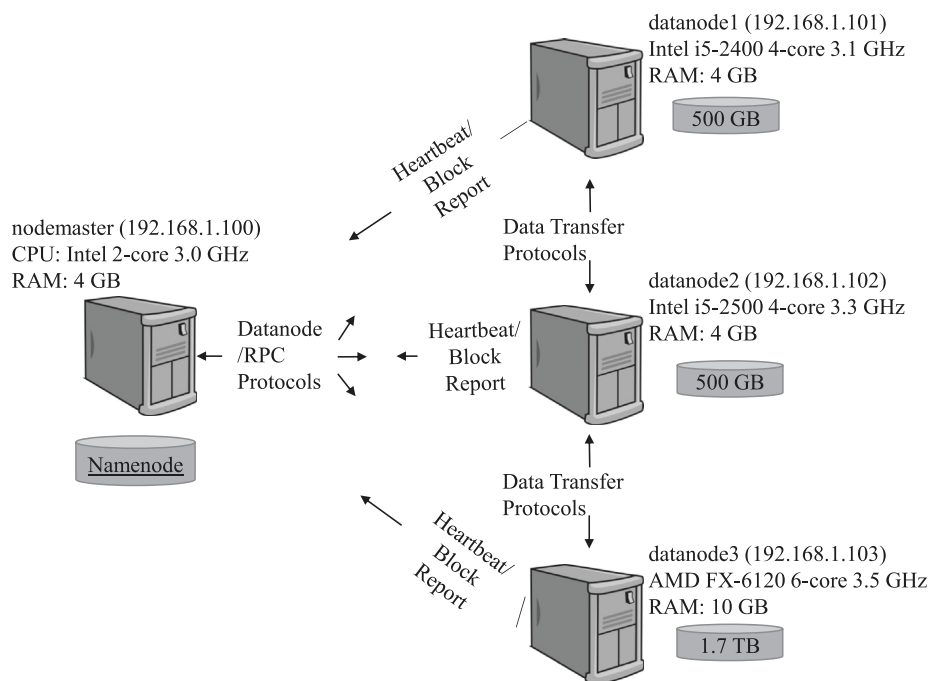 datanode1 (192.168.1.101)
Intel i5-2400 4-core 3.1 GHz
RAM: 4 GB
500 GB
Heartbeat/
Block
Report
Data Transfer
Protocols
nodemaster (192.168.1.100)
CPU: Intel 2-core 3.0 GHz
RAM: 4 GB
Datanode
/RPC
Protocols
Namenode
Heartbeat/
Block
Report
datanode2 (192.168.1.102)
Intel i5-2500 4-core 3.3 GHz
RAM: 4 GB
500 GB
Data Transfer
Protocols
Heartbeat/
Block
Report
datanode3 (192.168.1.103)
AMD FX-6120 6-core 3.5 GHz
RAM: 10 GB
1.7 TB